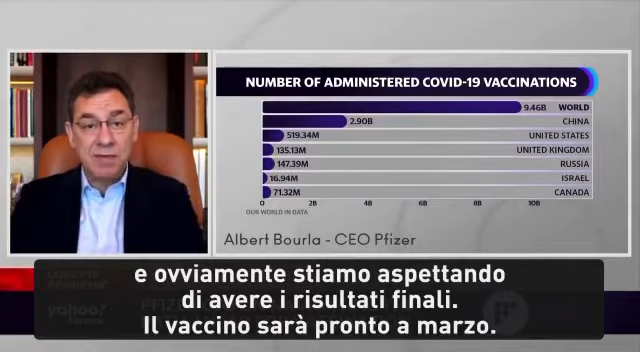 NUMBER OF ADMINISTERED COVID-19 VACCINATIONS
9.46B WORLD
2.90B CHINA
519.34M UNITED STATES
135.13M UNITED KINGDOM
147.39M RUSSIA
16.94M ISRAEL
71.32M CANADA
0 2B 4B 6B 8B 10B
OUR WORLD IN DATA
Albert Bourla - CEO Pfizer
e ovviamente stiamo aspettando
di avere i risultati finali.
Il vaccino sarà pronto a marzo.
yahoo!